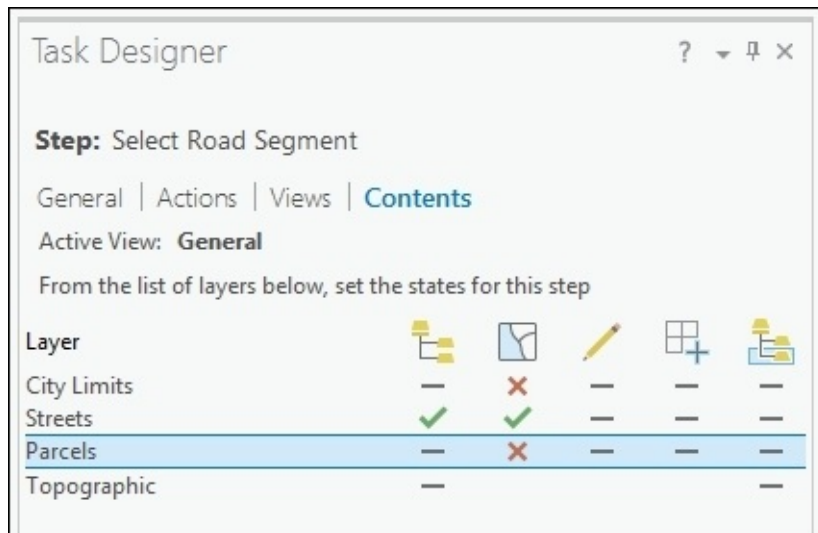 Task Designer ?
Step: Select Road Segment
General | Actions | Views | Contents
Active View: General
From the list of layers below, set the states for this step
Layer
City Limits
Streets
Parcels
Topographic